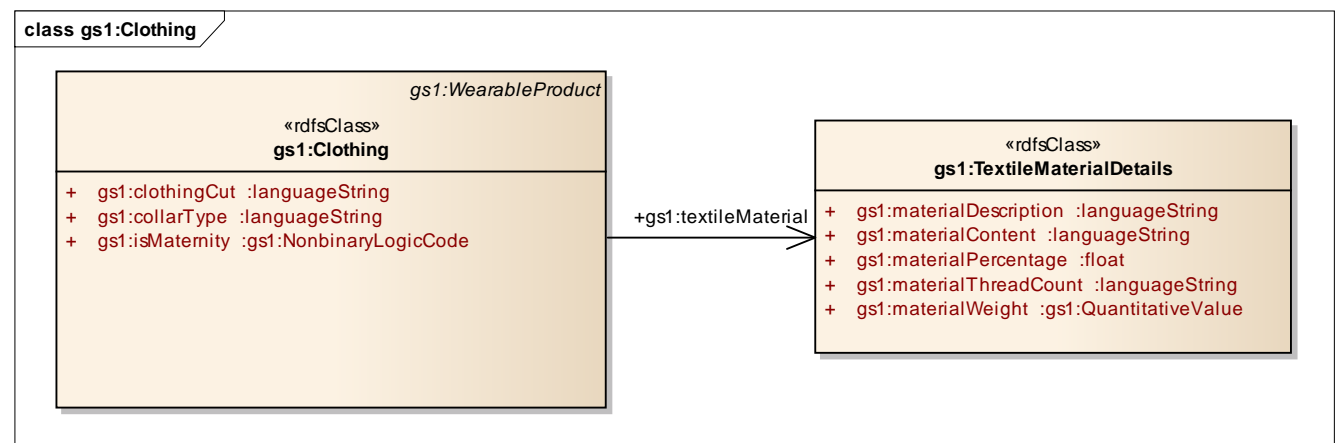 class gs1:Clothing
gs1:WearableProduct
«rdfsClass»
gs1:Clothing
+ gs1:clothingCut :languageString
+ gs1:collarType :languageString
+ gs1:isMaternity :gs1:NonbinaryLogicCode
+gs1:textileMaterial
«rdfsClass»
gs1:TextileMaterialDetails
+ gs1:materialDescription :languageString
+ gs1:materialContent :languageString
+ gs1:materialPercentage :float
+ gs1:materialThreadCount :languageString
+ gs1:materialWeight :gs1:QuantitativeValue